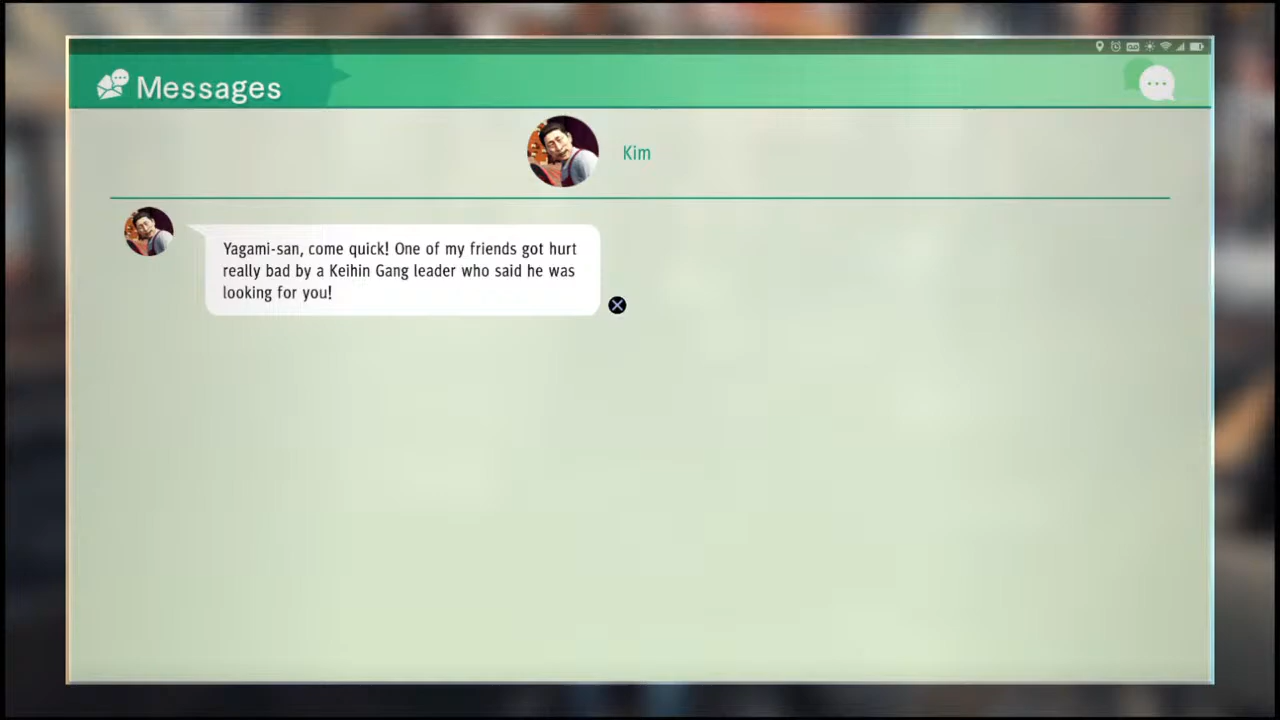 Messages
Kim
Yagami-san, come quick! One of my friends got hurt
really bad by a Keihin Gang leader who said he was
looking for you!